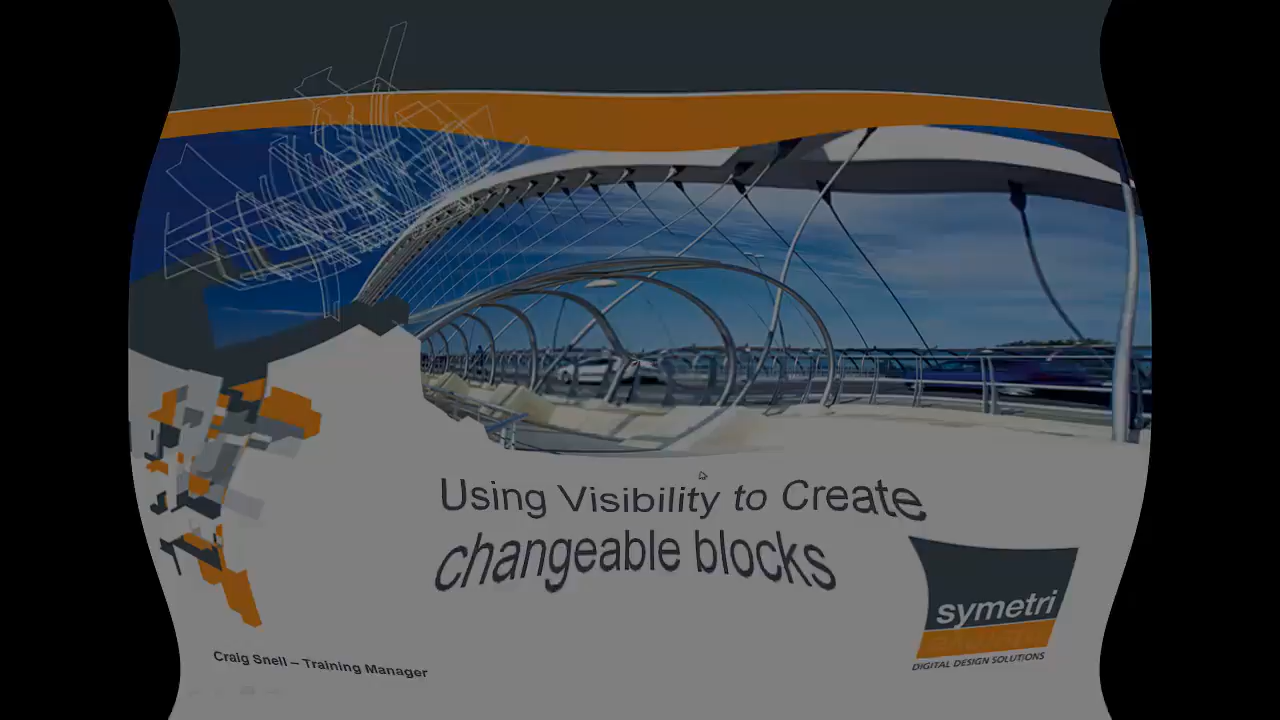 Using Visibility to Create
changeable blocks
symetri
DIGITAL DESIGN SOLUTIONS
Craig Snell – Training Manager